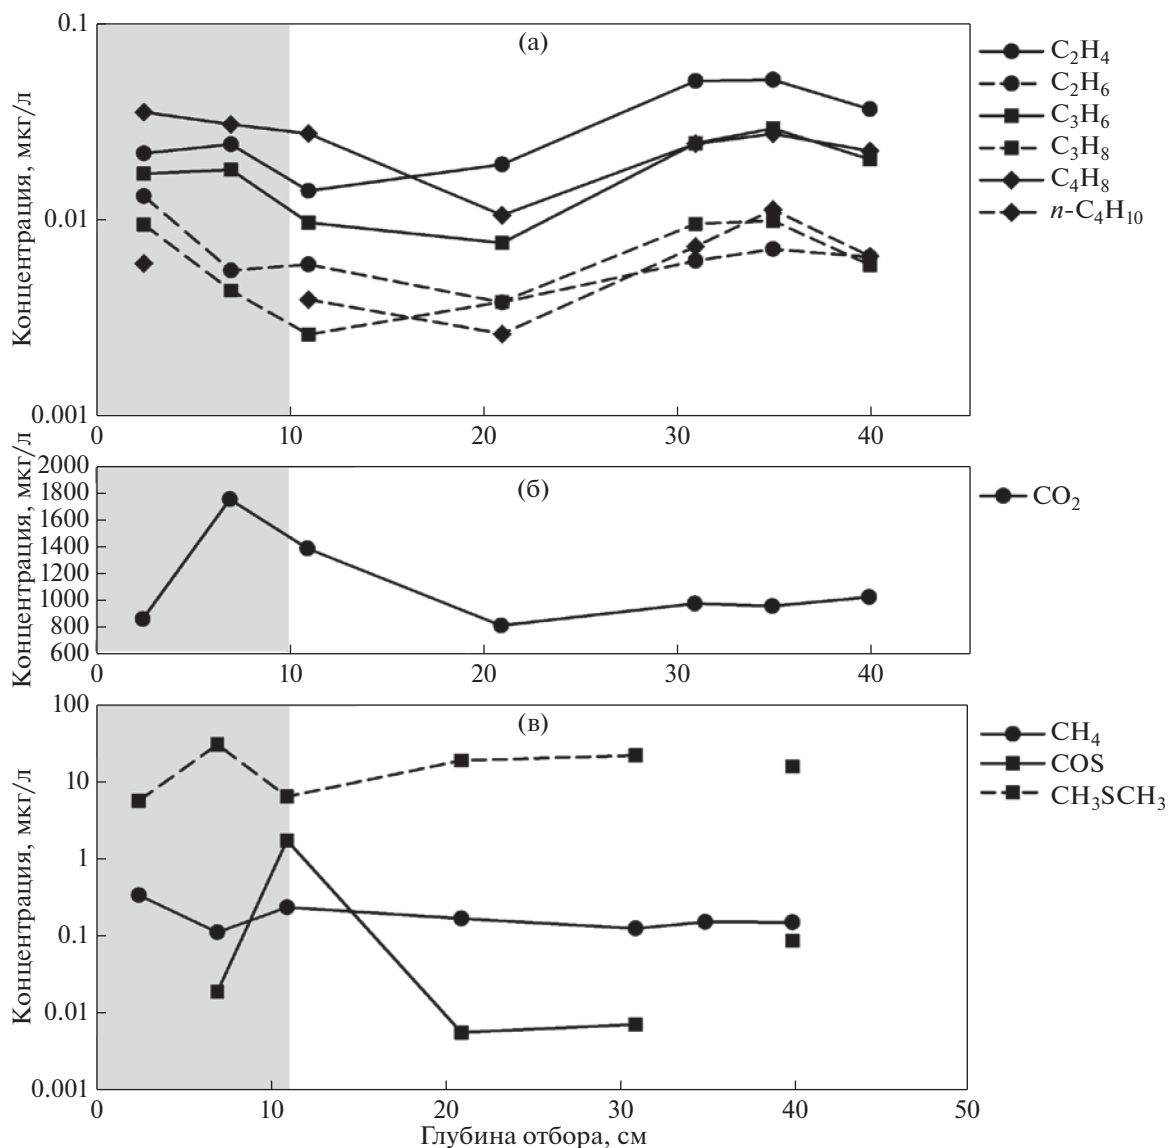 (а)
Концентрация, мкг/л
0.1
0.01
0.001
0 10 20 30 40
C2H4
C2H6
C3H6
C3H8
C4H8
n-C4H10
(б)
Концентрация, мкг/л
2000
1800
1600
1400
1200
1000
800
600
0 10 20 30 40
CO2
(в)
Концентрация, мкг/л
100
10
1
0.1
0.01
0.001
0 10 20 30 40 50
Глубина отбора, см
CH4
COS
CH3SCH3